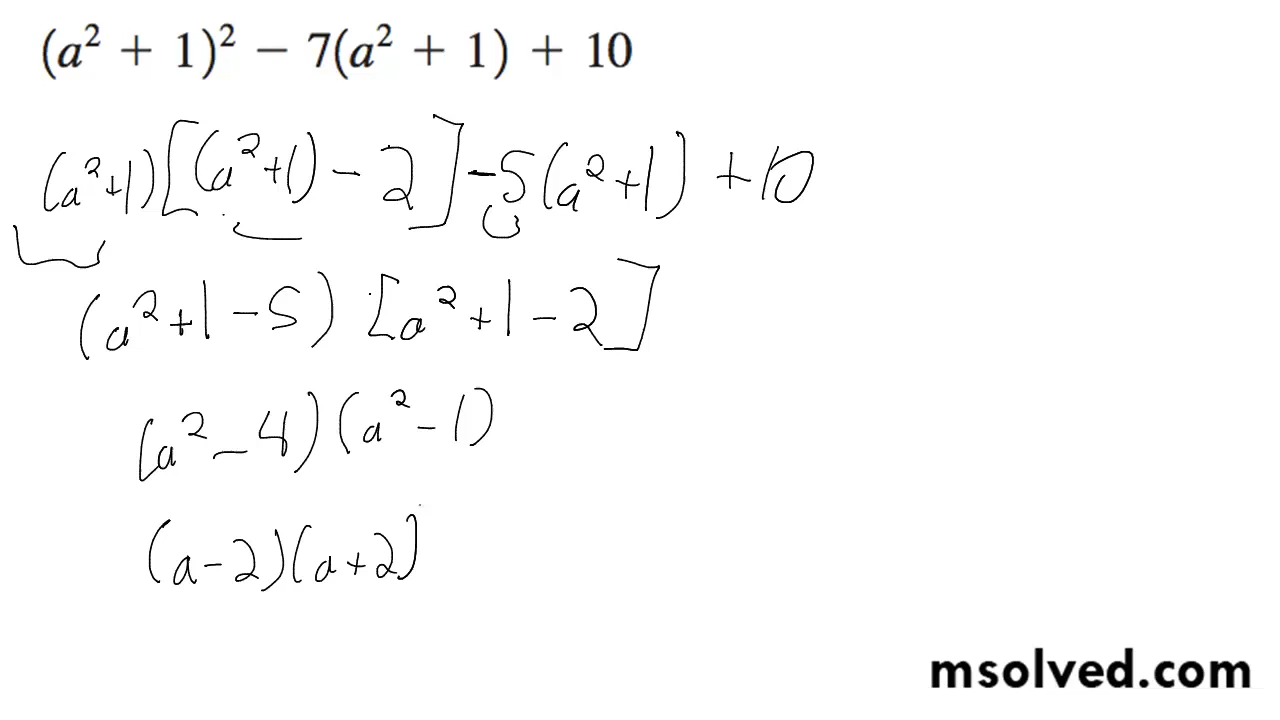 (a² + 1)² − 7(a² + 1) + 10
(a²+1)[(a²+1)−2]−5(a²+1)+10
(a²+1−5) [a²+1−2]
(a²−4)(a²−1)
(a−2)(a+2)
msolved.com